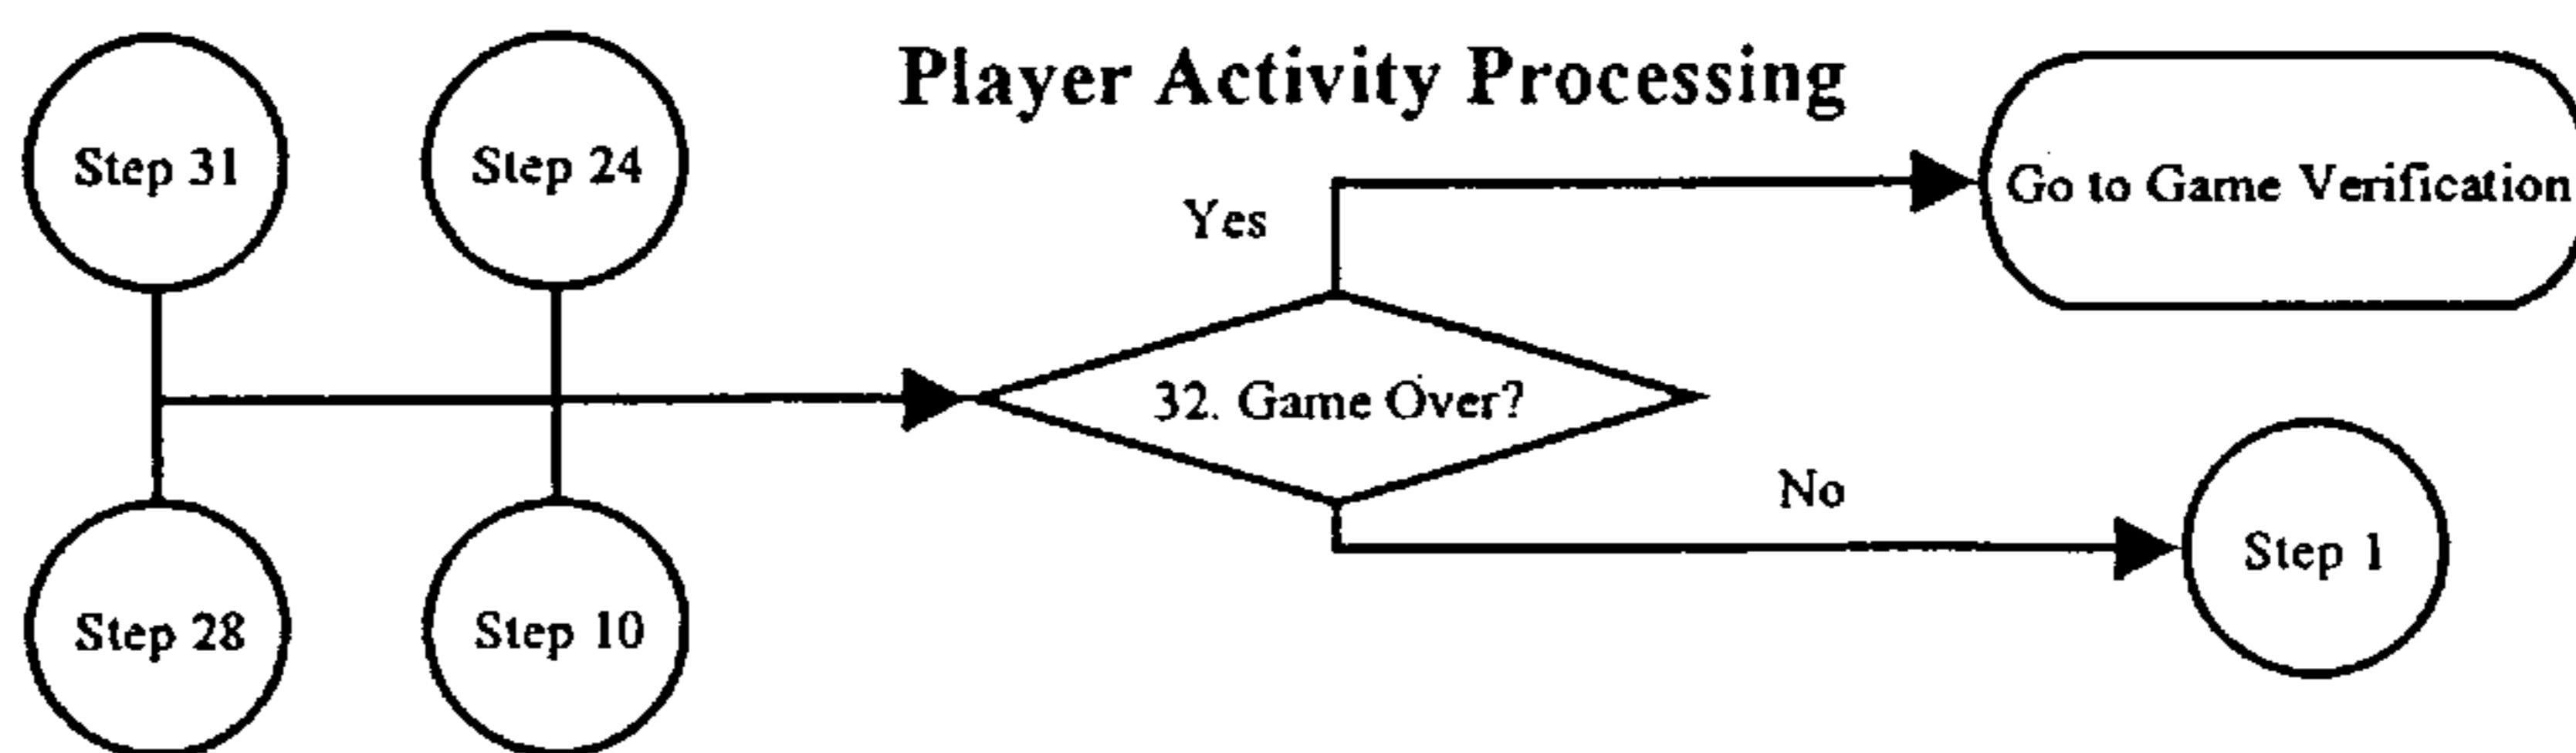 Player Activity Processing
Step 31
Step 24
Yes
Go to Game Verification
32. Game Over?
No
Step 1
Step 28
Step 10